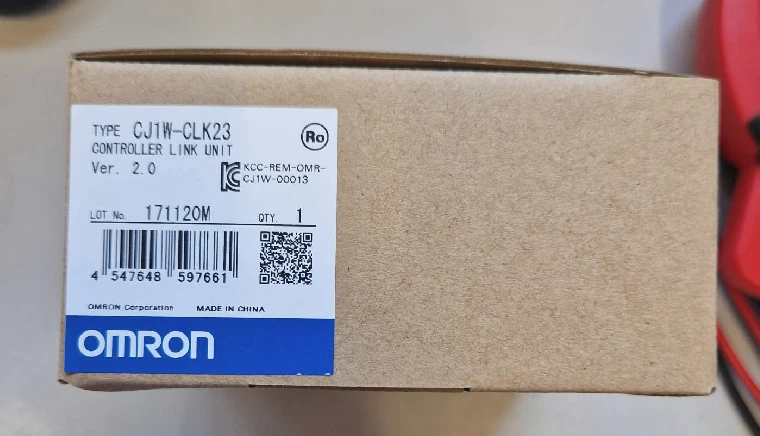 TYPE CJ1W-CLK23
CONTROLLER LINK UNIT
Ver. 2.0
Ro
KCC-REM-OMR-
CJ1W-00013
LOT No. 171120M
QTY. 1
4 547648 597661
OMRON Corporation MADE IN CHINA
OMRON